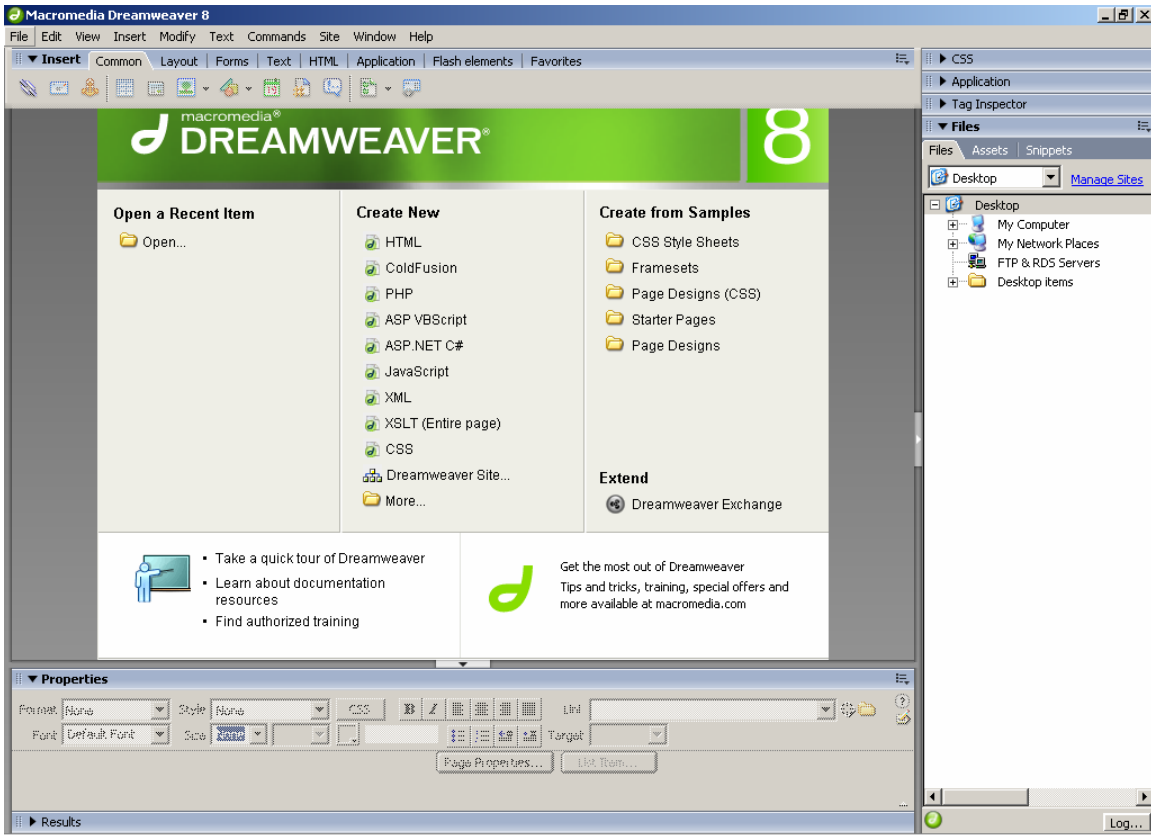 Macromedia Dreamweaver 8
File Edit View Insert Modify Text Commands Site Window Help
Insert Common Layout Forms Text HTML Application Flash elements Favorites
macromedia®
DREAMWEAVER® 8
Open a Recent Item
Open...
Create New
HTML
ColdFusion
PHP
ASP VBScript
ASP.NET C#
JavaScript
XML
XSLT (Entire page)
CSS
Dreamweaver Site...
More...
Create from Samples
CSS Style Sheets
Framesets
Page Designs (CSS)
Starter Pages
Page Designs
Extend
Dreamweaver Exchange
Take a quick tour of Dreamweaver
Learn about documentation
resources
Find authorized training
Get the most out of Dreamweaver
Tips and tricks, training, special offers and
more available at macromedia.com
Properties
Format None Style None CSS B I Lini
Font Default Font Size None Target
Page Properties... List Item...
Results
CSS
Application
Tag Inspector
Files
Files Assets Snippets
Desktop Manage Sites
Desktop
My Computer
My Network Places
FTP & RDS Servers
Desktop items
Log...